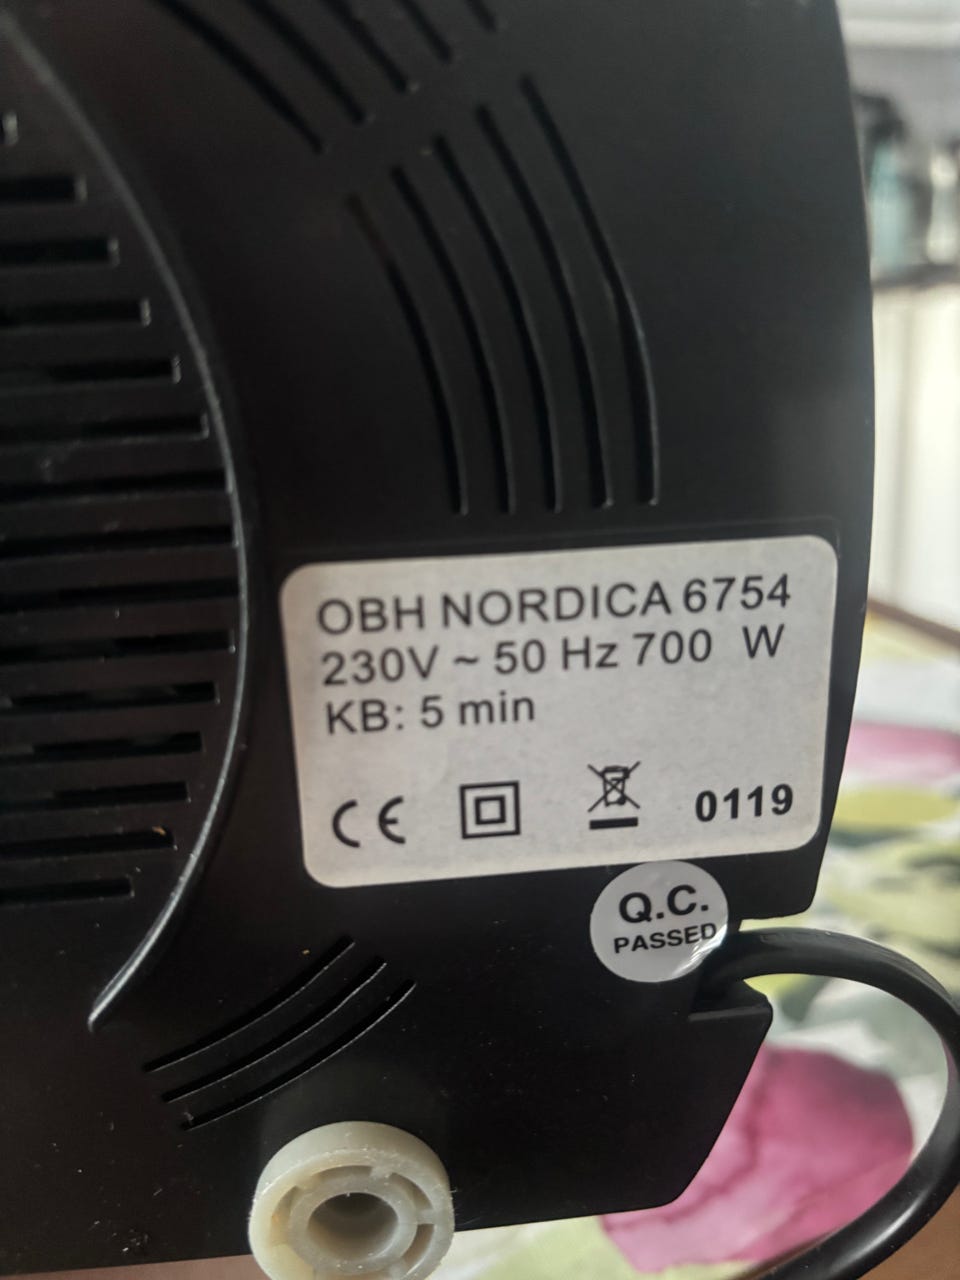 OBH NORDICA 6754
230V ~ 50 Hz 700 W
KB: 5 min
CE
0119
Q.C.
PASSED